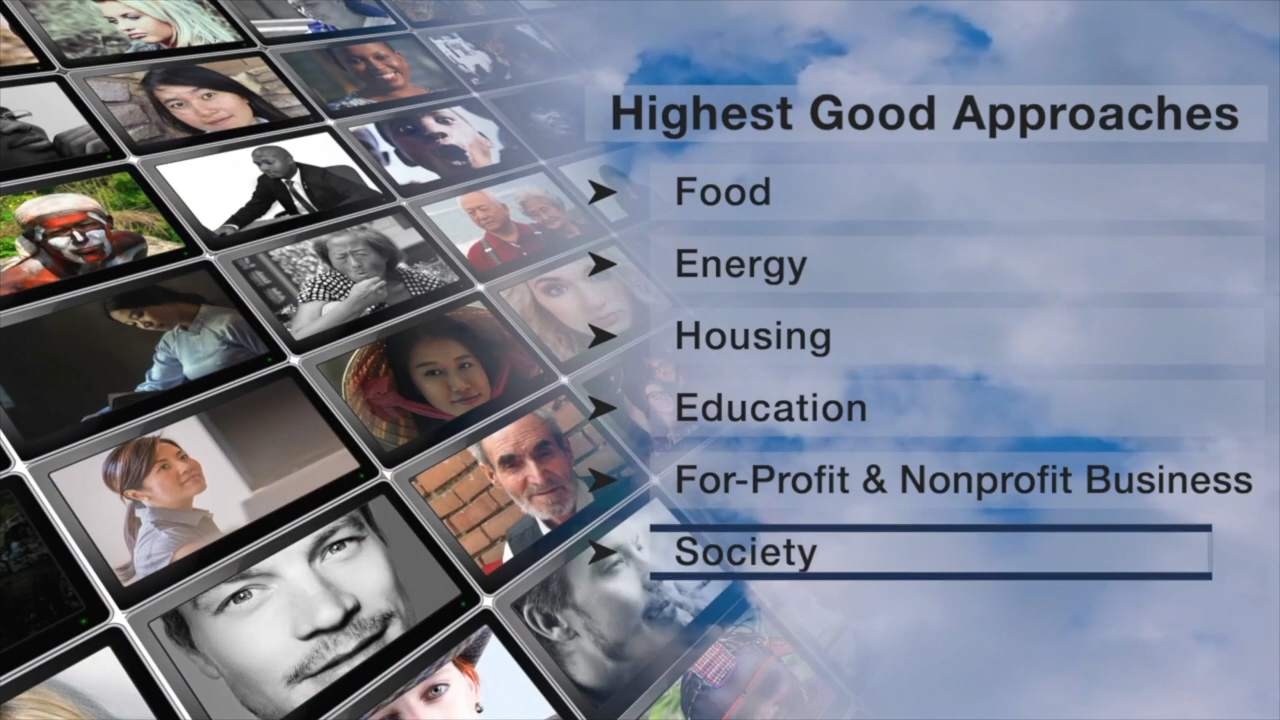 Highest Good Approaches
Food
Energy
Housing
Education
For-Profit & Nonprofit Business
Society